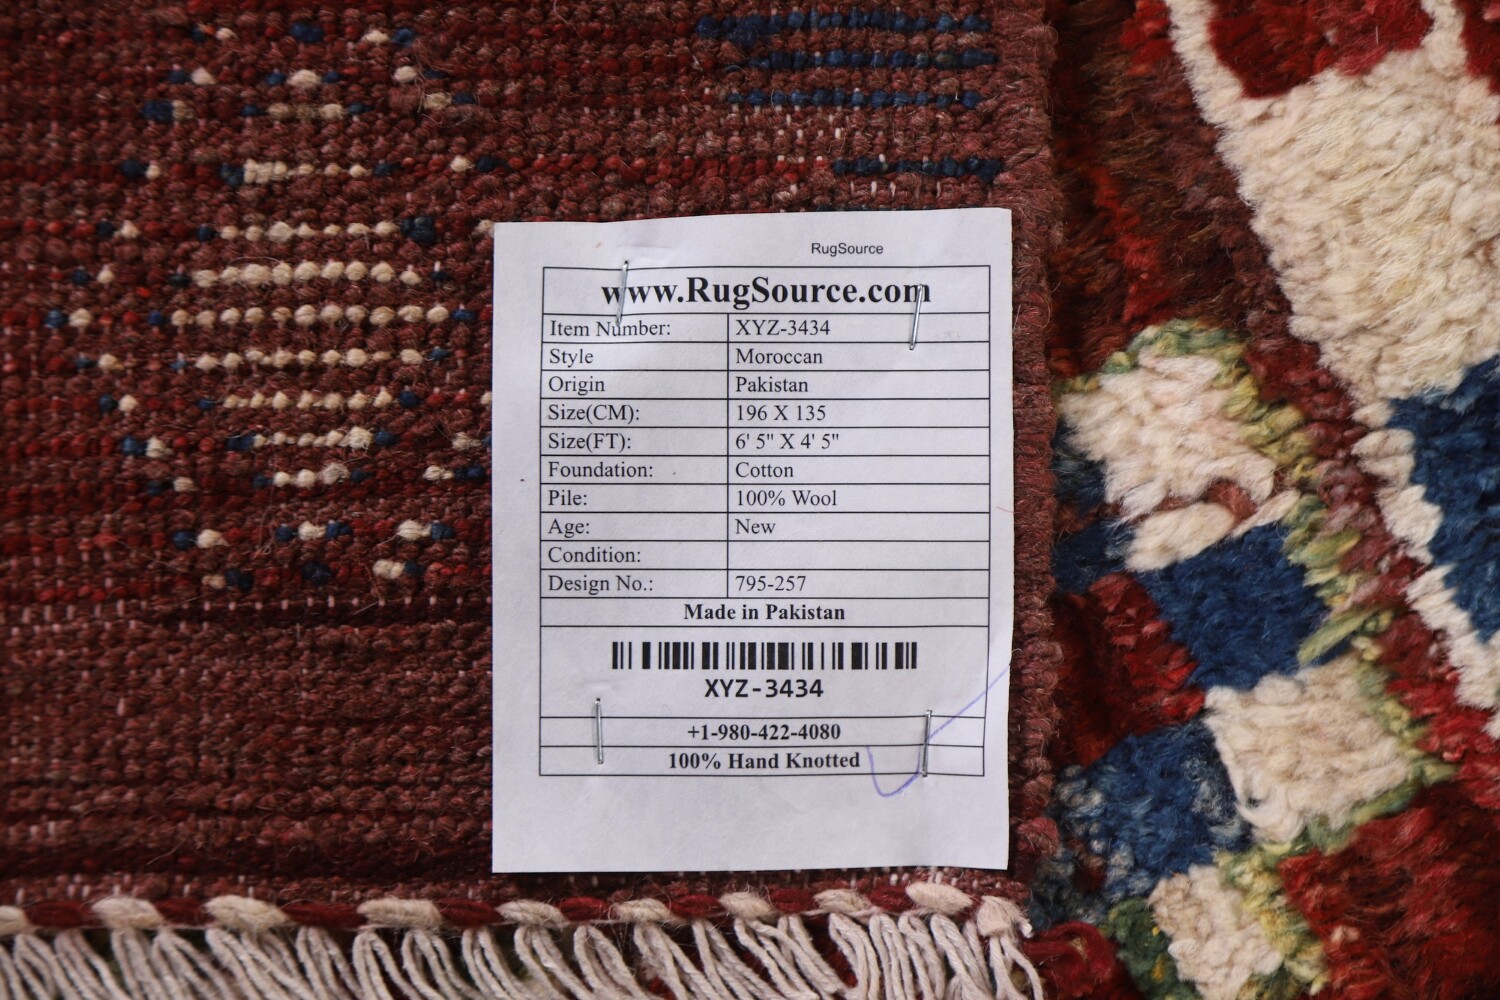 RugSource
www.RugSource.com
Item Number: XYZ-3434
Style Moroccan
Origin Pakistan
Size(CM): 196 X 135
Size(FT): 6' 5" X 4' 5"
Foundation: Cotton
Pile: 100% Wool
Age: New
Condition:
Design No.: 795-257
Made in Pakistan
XYZ-3434
+1-980-422-4080
100% Hand Knotted